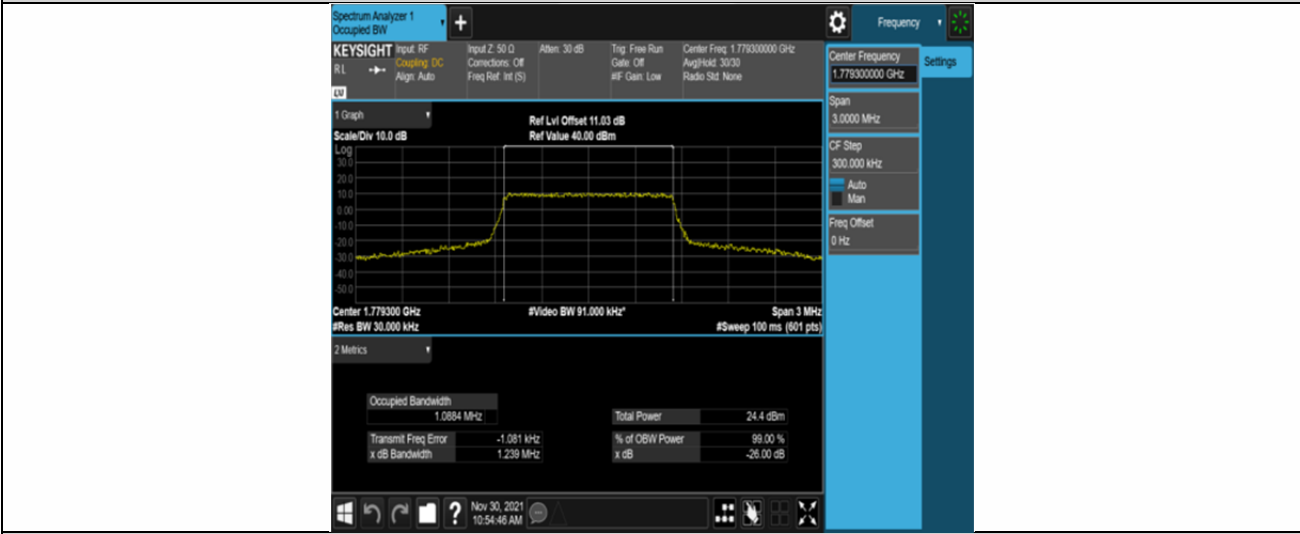 Spectrum Analyzer 1
Occupied BW
+
Frequency
KEYSIGHT
Input: RF
Coupling: DC
Align: Auto
Input Z: 50 Ω
Corrections: Off
Freq Ref: Int (S)
Atten: 30 dB
Trig: Free Run
Gate: Off
#IF Gain: Low
Center Freq: 1.779300000 GHz
Avg|Hold: 30/30
Radio Std: None
R L
Center Frequency
1.779300000 GHz
Settings
Span
3.0000 MHz
CF Step
300.000 kHz
Auto
Man
Freq Offset
0 Hz
1 Graph
Ref Lvl Offset 11.03 dB
Scale/Div 10.0 dB
Ref Value 40.00 dBm
Log
30.0
20.0
10.0
0.00
-10.0
-20.0
-30.0
-40.0
-50.0
Center 1.779300 GHz
#Video BW 91.000 kHz*
Span 3 MHz
#Res BW 30.000 kHz
#Sweep 100 ms (601 pts)
2 Metrics
Occupied Bandwidth
1.0884 MHz
Total Power 24.4 dBm
Transmit Freq Error -1.081 kHz
% of OBW Power 99.00 %
x dB Bandwidth 1.239 MHz
x dB -26.00 dB
?
Nov 30, 2021
10:54:46 AM